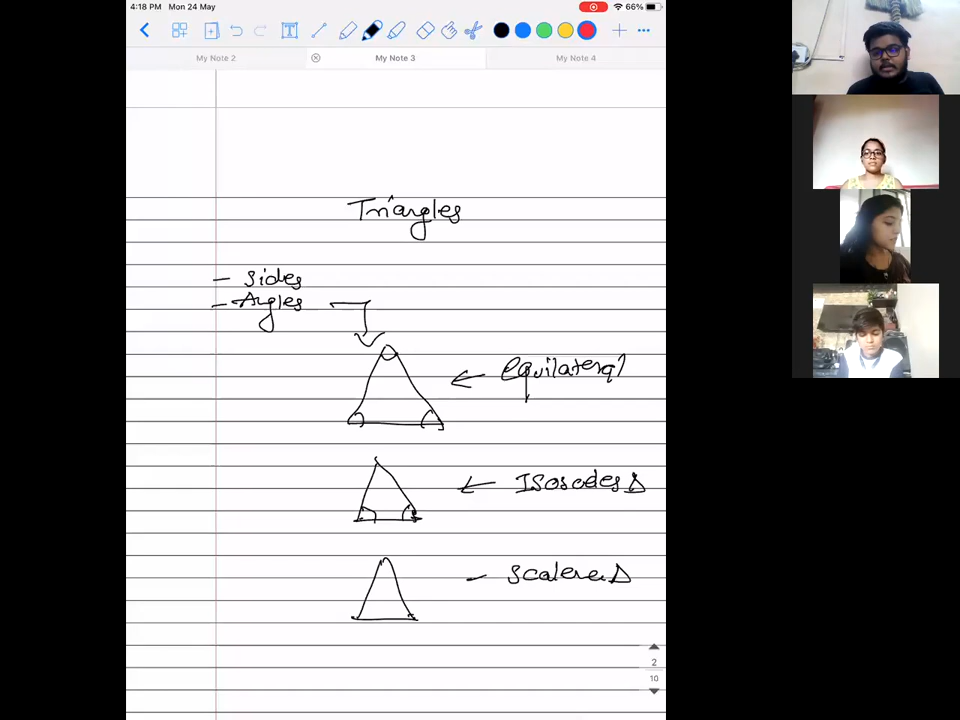 4:18 PM Mon 24 May
66%
My Note 2
My Note 3
My Note 4
Triangles
- Sides
- Angles
Equilateral
Isosceles Δ
- Scalene Δ
2
10